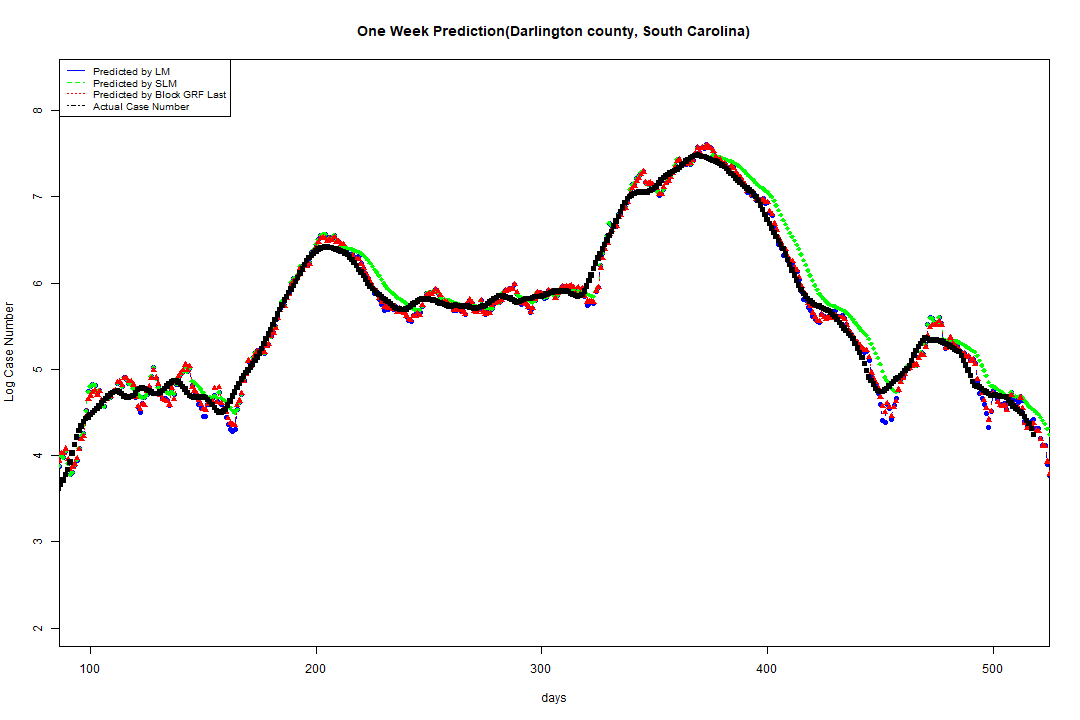 One Week Prediction(Darlington county, South Carolina)
Predicted by LM
Predicted by SLM
Predicted by Block GRF Last
Actual Case Number
Log Case Number
8
7
6
5
4
3
2
100 200 300 400 500
days